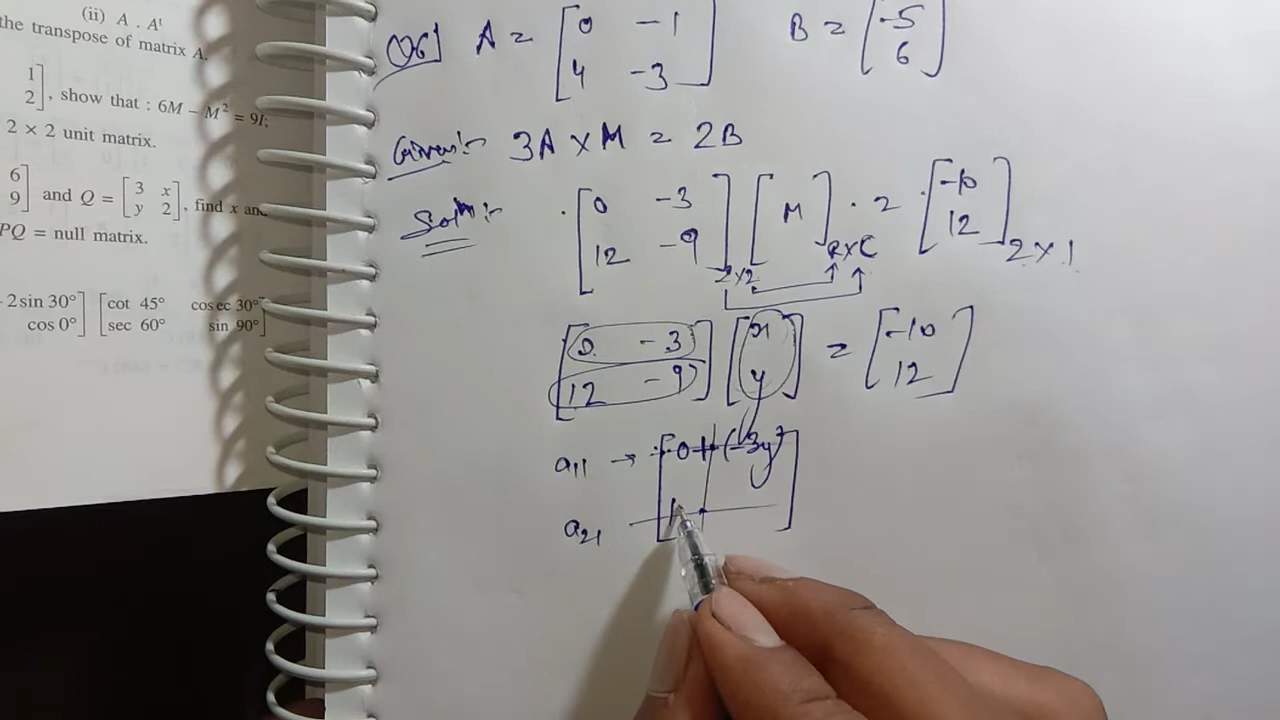 (ii) A . Aᵗ
the transpose of matrix A.
1
2], show that : 6M – M² = 9I;
2 × 2 unit matrix.
6
9] and Q = [3 x
y 2], find x and
PQ = null matrix.
2 sin 30°
cos 0°] [cot 45° cosec 30°
sec 60° sin 90°]
Q6] A = [0 -1
4 -3] B = [-5
6]
Given:- 3A × M = 2B
Solⁿ:- [0 -3
12 -9]2×2 [M]R×C = [-10
12]2×1
[0 -3
12 -9] [x
y] = [-10
12]
a11 → [0+(-3y)
a21